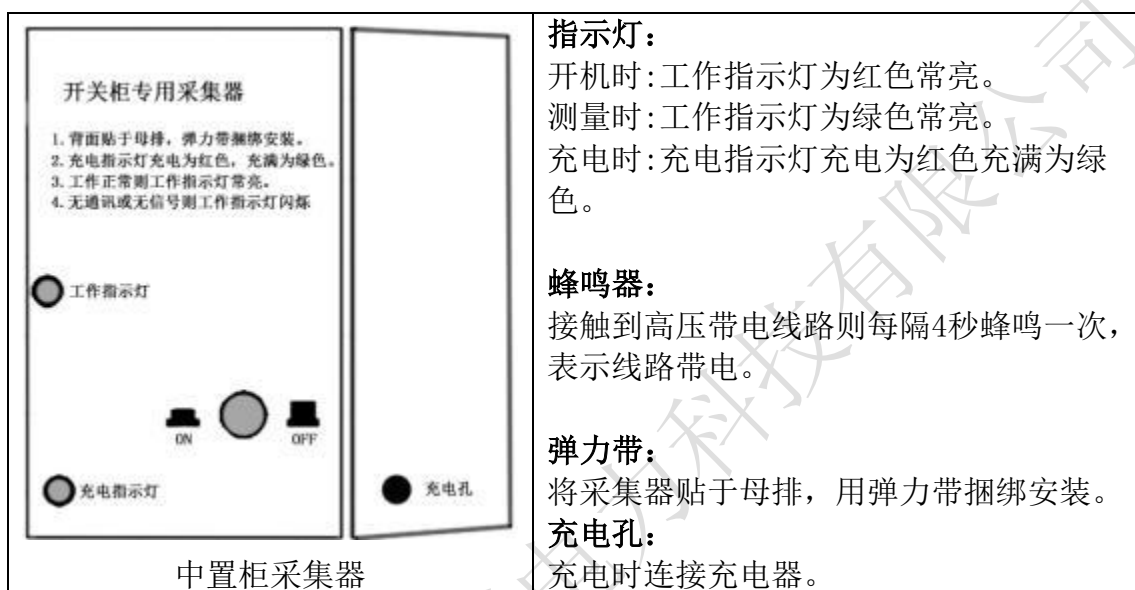 开关柜专用采集器
1.背面贴于母排，弹力带捆绑安装。
2.充电指示灯充电为红色，充满为绿色。
3.工作正常则工作指示灯常亮。
4.无通讯或无信号则工作指示灯闪烁
工作指示灯
ON
OFF
充电指示灯
充电孔
中置柜采集器
指示灯：
开机时:工作指示灯为红色常亮。
测量时:工作指示灯为绿色常亮。
充电时:充电指示灯充电为红色充满为绿
色。
蜂鸣器：
接触到高压带电线路则每隔4秒蜂鸣一次，
表示线路带电。
弹力带：
将采集器贴于母排，用弹力带捆绑安装。
充电孔：
充电时连接充电器。
电力科技有限公司